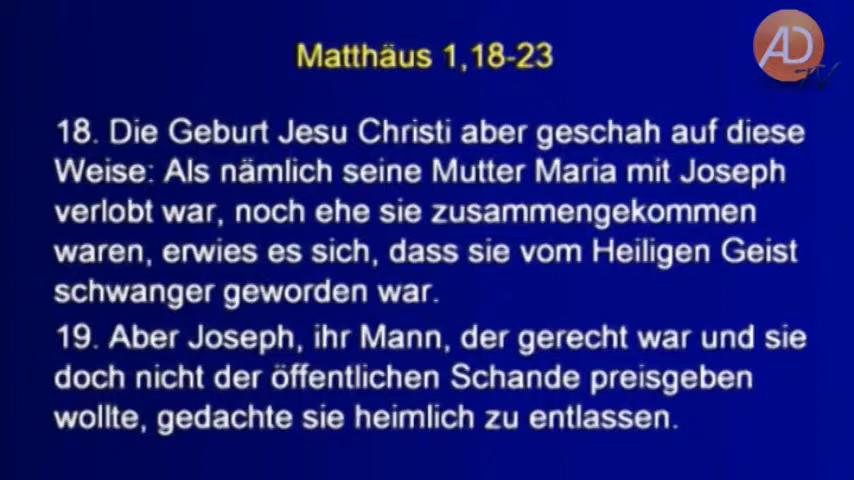 AD
TV
Matthäus 1,18-23
18. Die Geburt Jesu Christi aber geschah auf diese
Weise: Als nämlich seine Mutter Maria mit Joseph
verlobt war, noch ehe sie zusammengekommen
waren, erwies es sich, dass sie vom Heiligen Geist
schwanger geworden war.
19. Aber Joseph, ihr Mann, der gerecht war und sie
doch nicht der öffentlichen Schande preisgeben
wollte, gedachte sie heimlich zu entlassen.